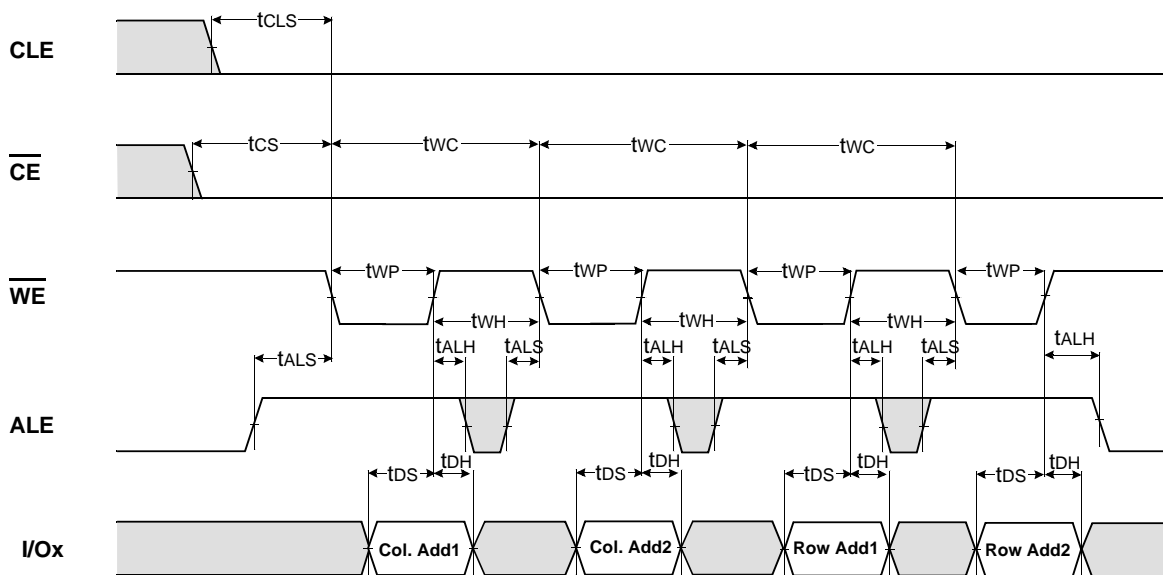 CLE
tCLS
CE
tCS
tWC
tWC
tWC
WE
tWP
tWP
tWP
tWP
tWH
tWH
tWH
ALE
tALS
tALH
tALS
tALH
tALS
tALH
tALS
tALH
tDS
tDH
tDS
tDH
tDS
tDH
tDS
tDH
I/Ox
Col. Add1
Col. Add2
Row Add1
Row Add2